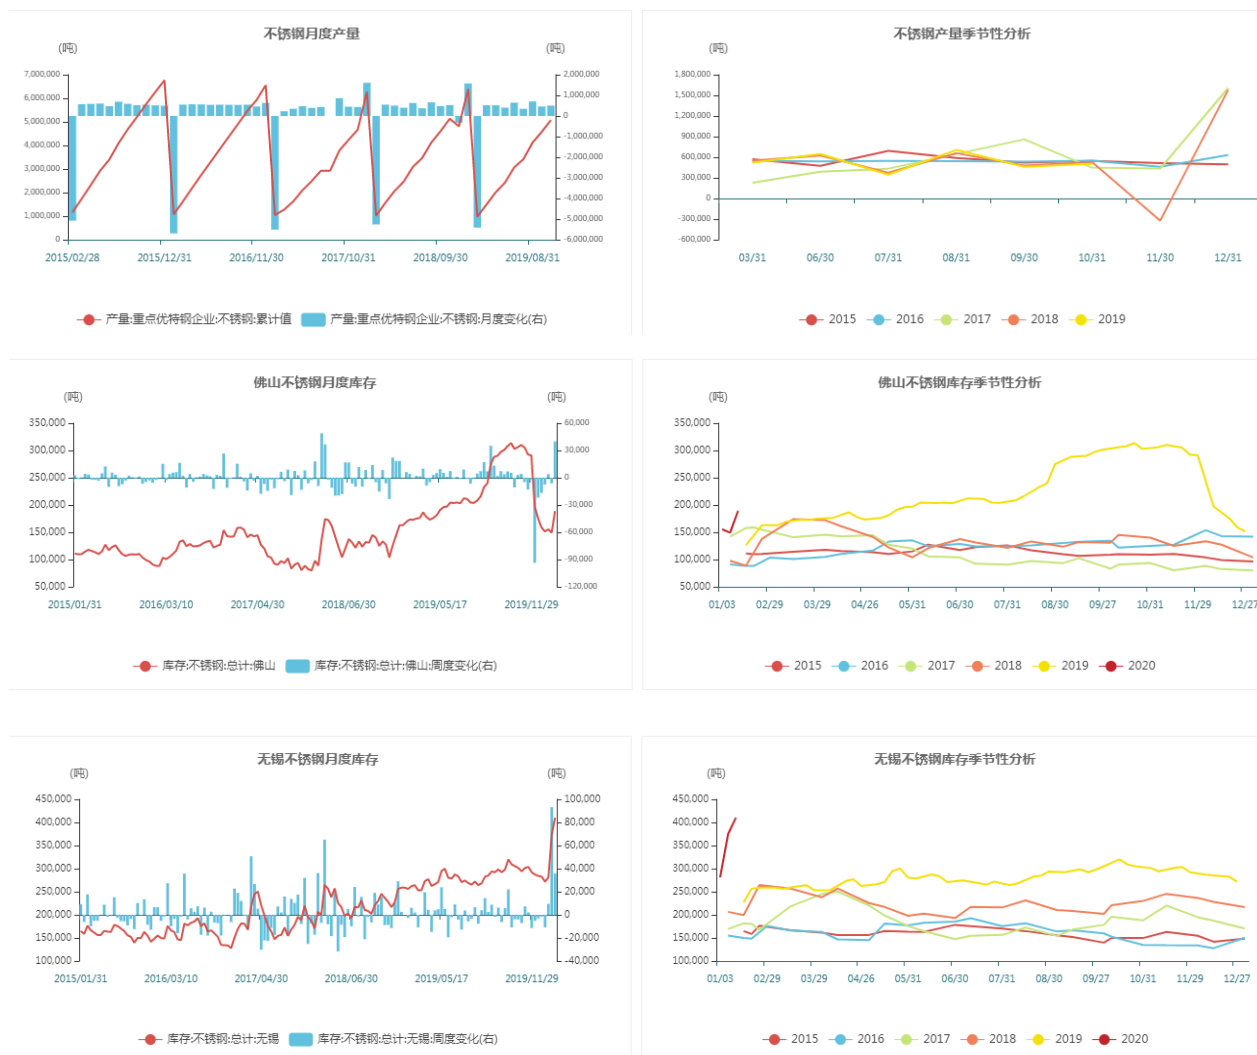 不锈钢月度产量
(吨) (吨)
7,000,000 2,000,000
6,000,000 1,000,000
5,000,000 0
4,000,000 -1,000,000
3,000,000 -2,000,000
2,000,000 -3,000,000
1,000,000 -4,000,000
0 -5,000,000
-6,000,000
2015/02/28 2015/12/31 2016/11/30 2017/10/31 2018/09/30 2019/08/31
产量:重点优特钢企业:不锈钢:累计值 产量:重点优特钢企业:不锈钢:月度变化(右)
不锈钢产量季节性分析
(吨)
1,800,000
1,500,000
1,200,000
900,000
600,000
300,000
0
-300,000
-600,000
03/31 06/30 07/31 08/31 09/30 10/31 11/30 12/31
2015 2016 2017 2018 2019
佛山不锈钢月度库存
(吨) (吨)
350,000 60,000
300,000 30,000
250,000 0
200,000 -30,000
150,000 -60,000
100,000 -90,000
50,000 -120,000
2015/01/31 2016/03/10 2017/04/30 2018/06/30 2019/05/17 2019/11/29
库存:不锈钢:总计:佛山 库存:不锈钢:总计:佛山:周度变化(右)
佛山不锈钢库存季节性分析
(吨)
350,000
300,000
250,000
200,000
150,000
100,000
50,000
01/03 02/29 03/29 04/26 05/31 06/30 07/31 08/30 09/27 10/31 11/29 12/27
2015 2016 2017 2018 2019 2020
无锡不锈钢月度库存
(吨) (吨)
450,000 100,000
400,000 80,000
350,000 60,000
300,000 40,000
250,000 20,000
200,000 0
150,000 -20,000
100,000 -40,000
2015/01/31 2016/03/10 2017/04/30 2018/06/30 2019/05/17 2019/11/29
库存:不锈钢:总计:无锡 库存:不锈钢:总计:无锡:周度变化(右)
无锡不锈钢库存季节性分析
(吨)
450,000
400,000
350,000
300,000
250,000
200,000
150,000
100,000
01/03 02/29 03/29 04/26 05/31 06/30 07/31 08/30 09/27 10/31 11/29 12/27
2015 2016 2017 2018 2019 2020